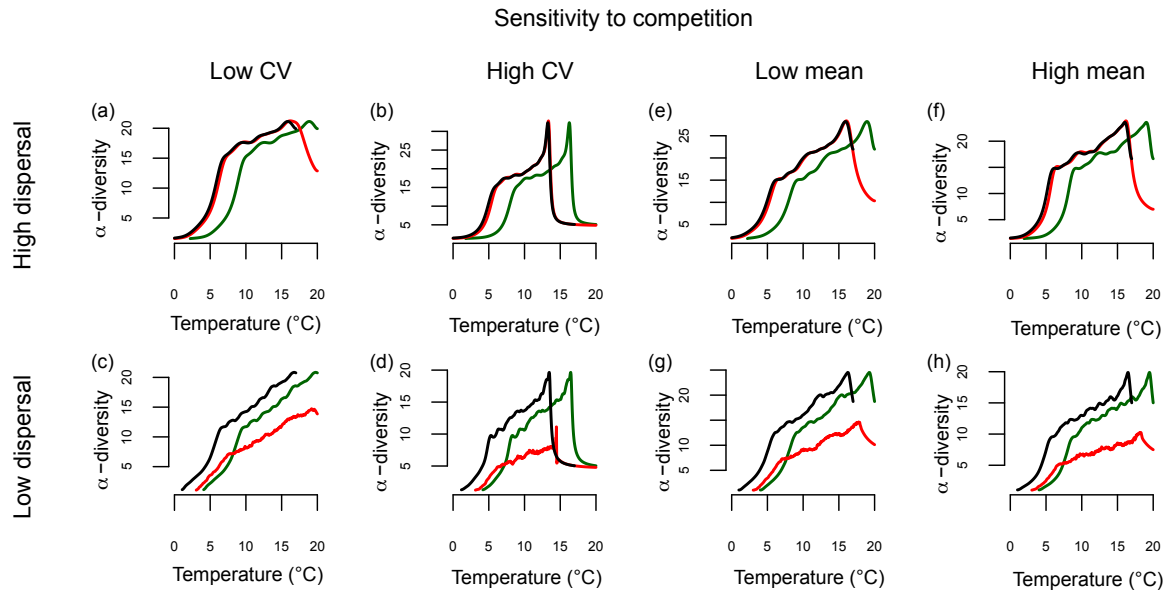 Sensitivity to competition
Low CV High CV Low mean High mean
High dispersal
(a) (b) (e) (f)
α −diversity α −diversity α −diversity α −diversity
5 10 15 20
5 15 25
5 15 25
5 10 20
0 5 10 15 20 0 5 10 15 20 0 5 10 15 20 0 5 10 15 20
Temperature (°C) Temperature (°C) Temperature (°C) Temperature (°C)
Low dispersal
(c) (d) (g) (h)
α −diversity α −diversity α −diversity α −diversity
5 10 15 20
5 10 15 20
5 10 20
5 10 15 20
0 5 10 15 20 0 5 10 15 20 0 5 10 15 20 0 5 10 15 20
Temperature (°C) Temperature (°C) Temperature (°C) Temperature (°C)